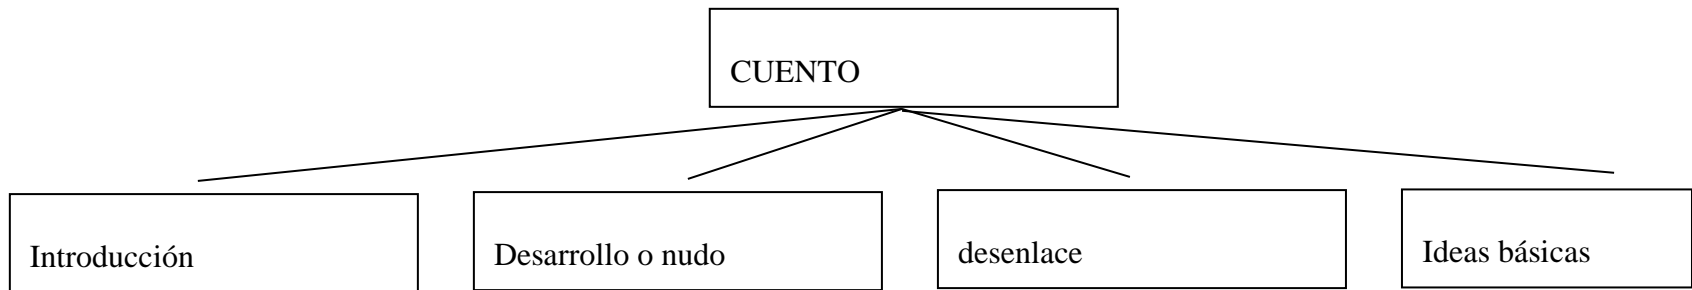 CUENTO
Introducción
Desarrollo o nudo
desenlace
Ideas básicas